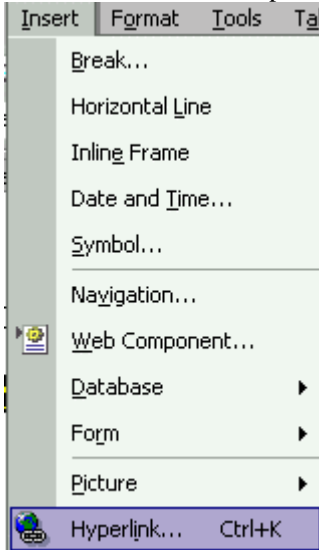 Insert Format Tools Ta
Break...
Horizontal Line
Inline Frame
Date and Time...
Symbol...
Navigation...
Web Component...
Database
Form
Picture
Hyperlink... Ctrl+K